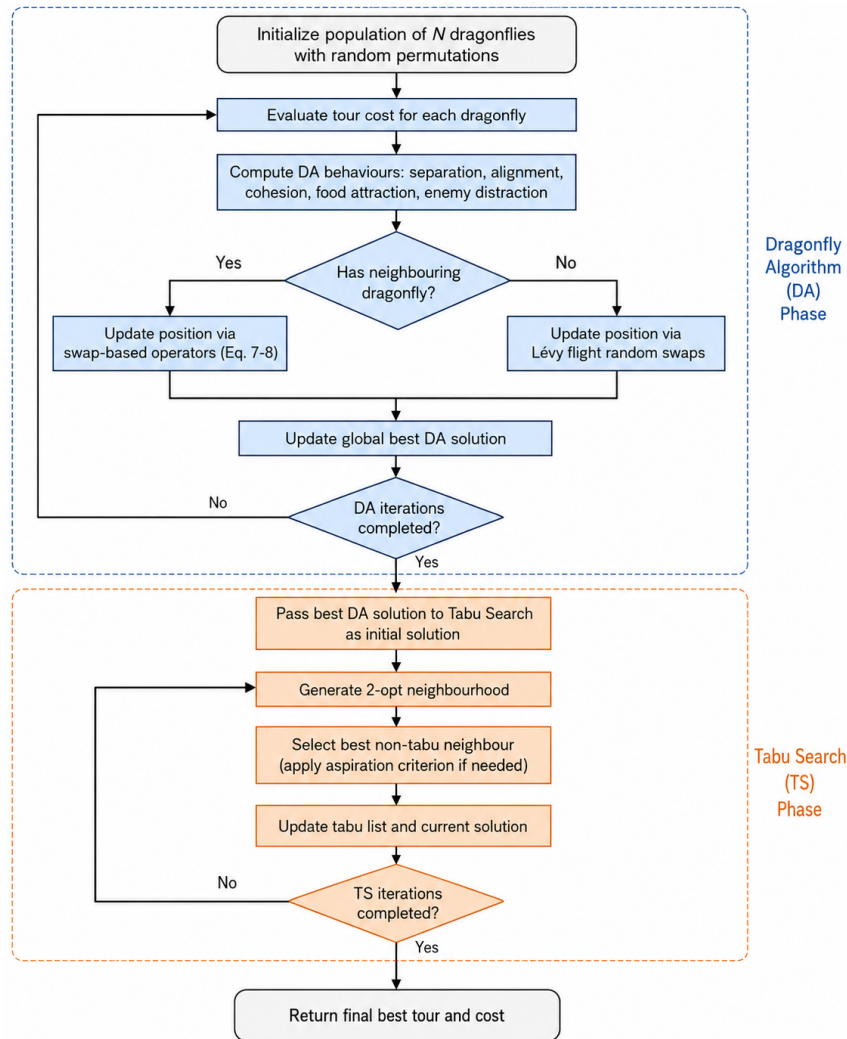 Initialize population of N dragonflies
with random permutations
Evaluate tour cost for each dragonfly
Compute DA behaviours: separation, alignment,
cohesion, food attraction, enemy distraction
Has neighbouring
dragonfly?
Yes
No
Update position via
swap-based operators (Eq. 7-8)
Update position via
Lévy flight random swaps
Update global best DA solution
DA iterations
completed?
No
Yes
Dragonfly
Algorithm
(DA)
Phase
Pass best DA solution to Tabu Search
as initial solution
Generate 2-opt neighbourhood
Select best non-tabu neighbour
(apply aspiration criterion if needed)
Update tabu list and current solution
TS iterations
completed?
No
Yes
Tabu Search
(TS)
Phase
Return final best tour and cost